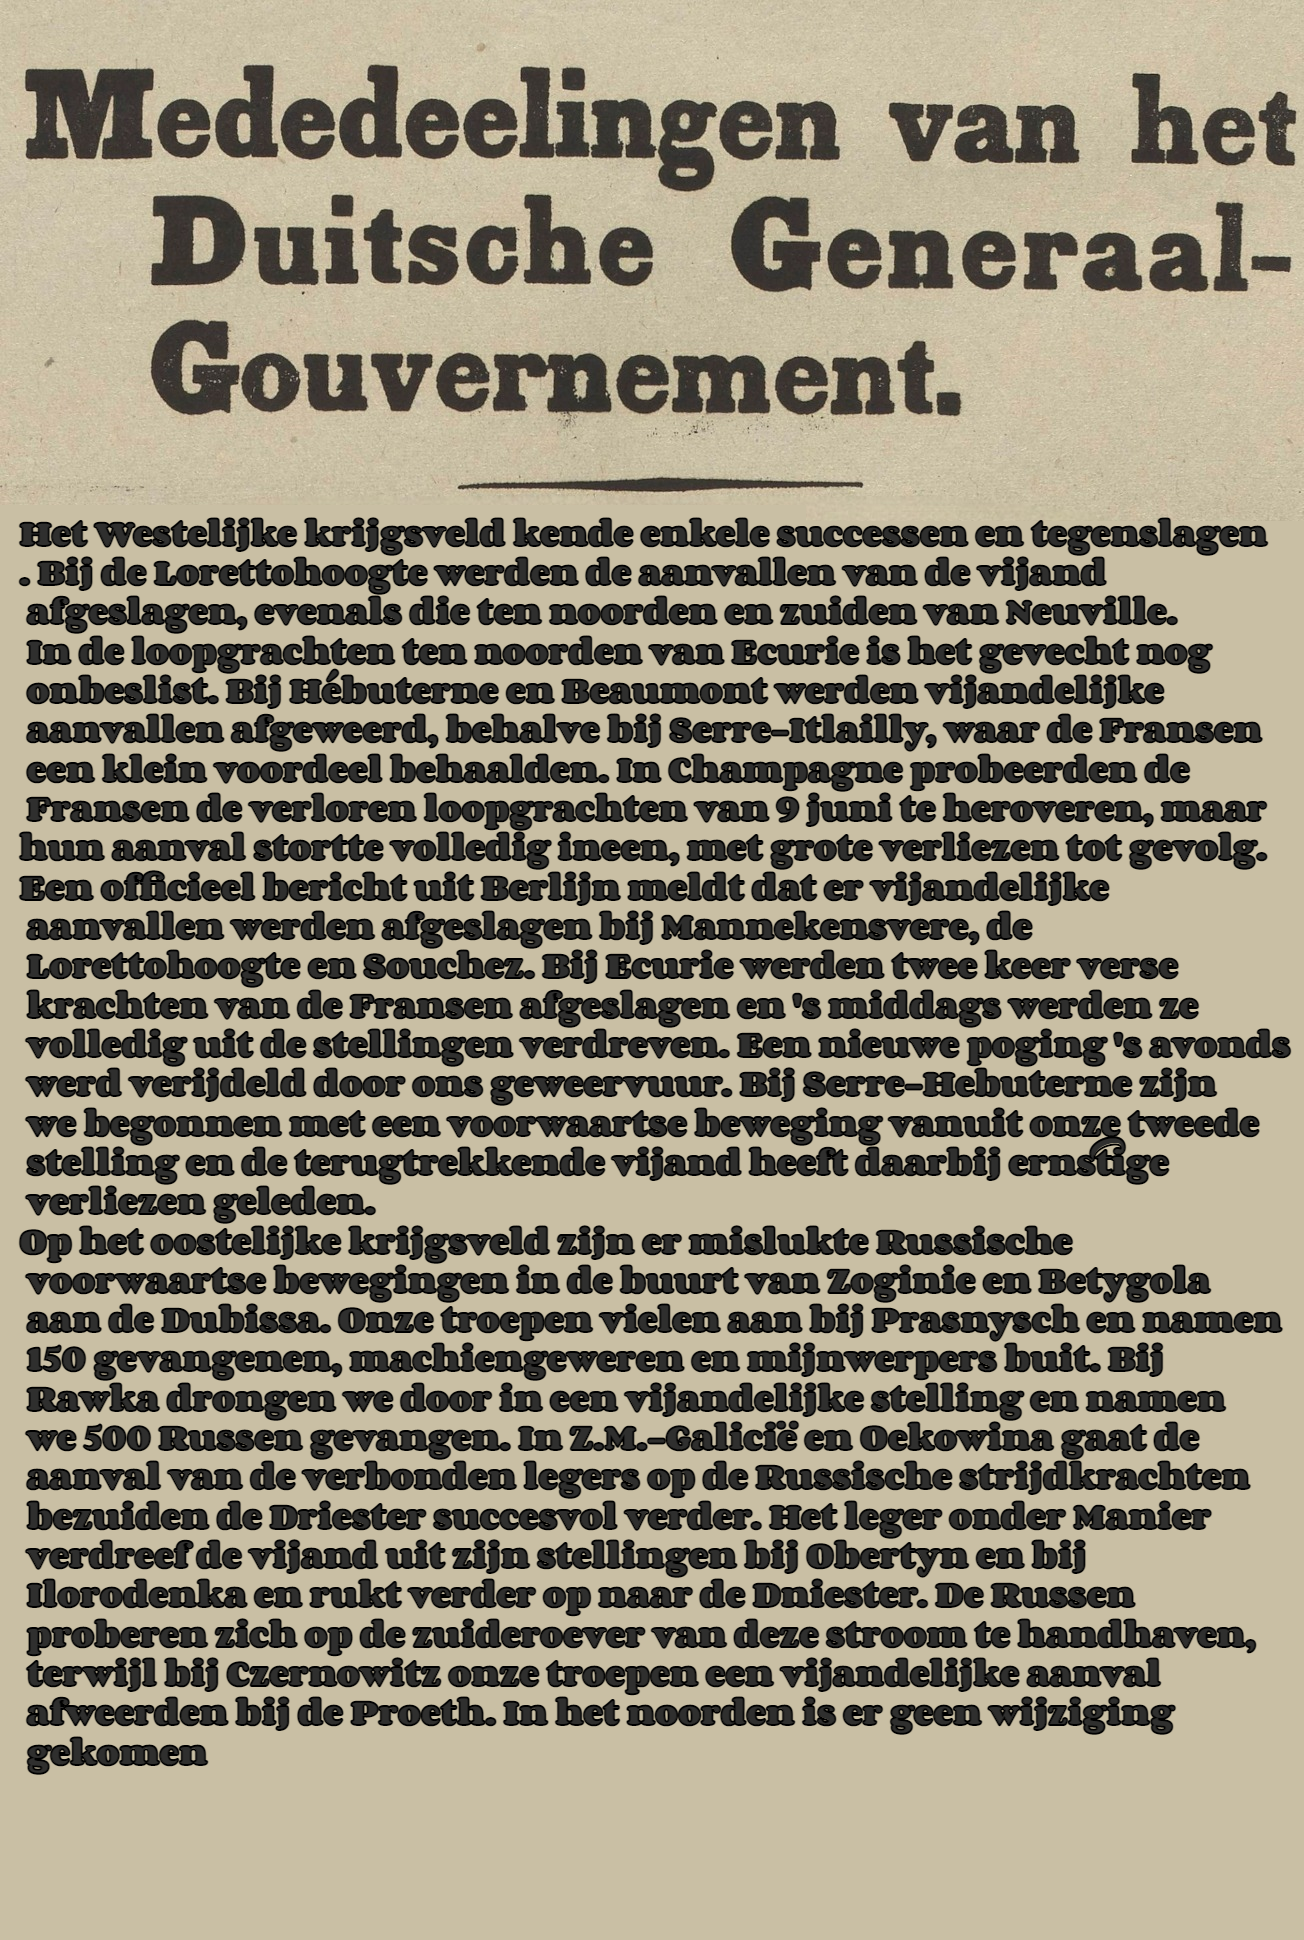 Mededeelingen van het
Duitsche Generaal-
Gouvernement.
Het Westelijke krijgsveld kende enkele successen en tegenslagen
. Bij de Lorettohoogte werden de aanvallen van de vijand
afgeslagen, evenals die ten noorden en zuiden van Neuville.
In de loopgrachten ten noorden van Ecurie is het gevecht nog
onbeslist. Bij Hébuterne en Beaumont werden vijandelijke
aanvallen afgeweerd, behalve bij Serre-Itlailly, waar de Fransen
een klein voordeel behaalden. In Champagne probeerden de
Fransen de verloren loopgrachten van 9 juni te heroveren, maar
hun aanval stortte volledig ineen, met grote verliezen tot gevolg.
Een officieel bericht uit Berlijn meldt dat er vijandelijke
aanvallen werden afgeslagen bij Mannekensvere, de
Lorettohoogte en Souchez. Bij Ecurie werden twee keer verse
krachten van de Fransen afgeslagen en 's middags werden ze
volledig uit de stellingen verdreven. Een nieuwe poging 's avonds
werd verijdeld door ons geweervuur. Bij Serre-Hebuterne zijn
we begonnen met een voorwaartse beweging vanuit onze tweede
stelling en de terugtrekkende vijand heeft daarbij ernstige
verliezen geleden.
Op het oostelijke krijgsveld zijn er mislukte Russische
voorwaartse bewegingen in de buurt van Zoginie en Betygola
aan de Dubissa. Onze troepen vielen aan bij Prasnysch en namen
150 gevangenen, machiengeweren en mijnwerpers buit. Bij
Rawka drongen we door in een vijandelijke stelling en namen
we 500 Russen gevangen. In Z.M.-Galicië en Oekowina gaat de
aanval van de verbonden legers op de Russische strijdkrachten
bezuiden de Driester succesvol verder. Het leger onder Manier
verdreef de vijand uit zijn stellingen bij Obertyn en bij
Ilorodenka en rukt verder op naar de Dniester. De Russen
proberen zich op de zuideroever van deze stroom te handhaven,
terwijl bij Czernowitz onze troepen een vijandelijke aanval
afweerden bij de Proeth. In het noorden is er geen wijziging
gekomen